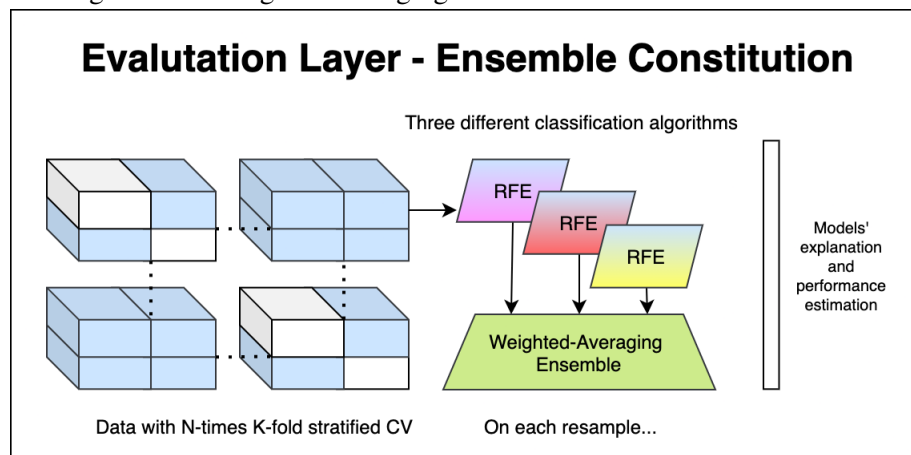 Evalutation Layer - Ensemble Constitution
Three different classification algorithms
RFE
RFE
RFE
Models'
explanation
and
performance
estimation
Weighted-Averaging
Ensemble
Data with N-times K-fold stratified CV
On each resample...